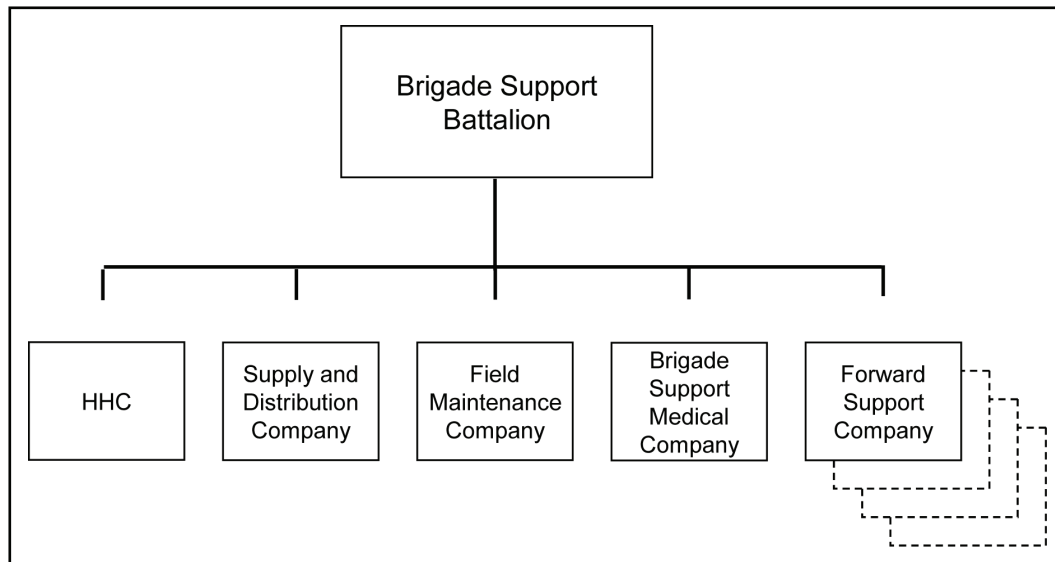 Brigade Support
Battalion
HHC
Supply and
Distribution
Company
Field
Maintenance
Company
Brigade
Support
Medical
Company
Forward
Support
Company